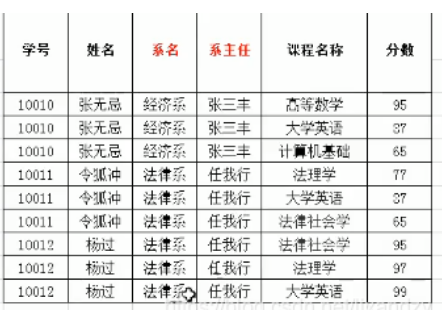 学号 姓名 系名 系主任 课程名称 分数
10010 张无忌 经济系 张三丰 高等数学 95
10010 张无忌 经济系 张三丰 大学英语 87
10010 张无忌 经济系 张三丰 计算机基础 65
10011 令狐冲 法律系 任我行 法理学 77
10011 令狐冲 法律系 任我行 大学英语 87
10011 令狐冲 法律系 任我行 法律社会学 65
10012 杨过 法律系 任我行 法律社会学 95
10012 杨过 法律系 任我行 法理学 97
10012 杨过 法律系 任我行 大学英语 99